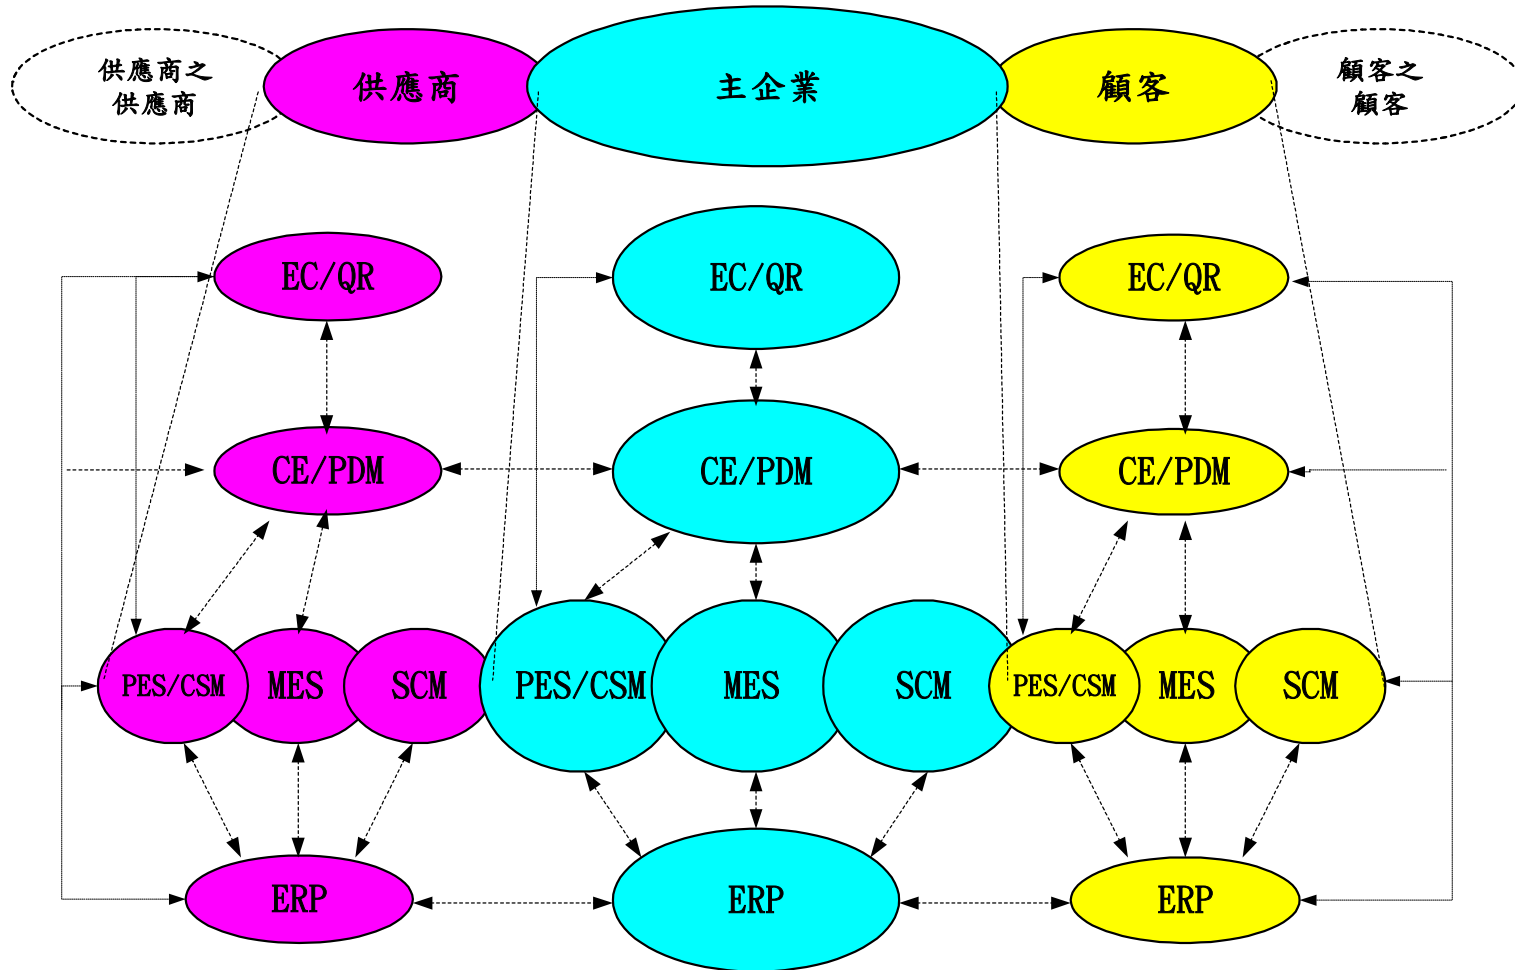 供應商之
供應商
供應商
主企業
顧客
顧客之
顧客
EC/QR
EC/QR
EC/QR
CE/PDM
CE/PDM
CE/PDM
PES/CSM
MES
SCM
PES/CSM
MES
SCM
PES/CSM
MES
SCM
ERP
ERP
ERP